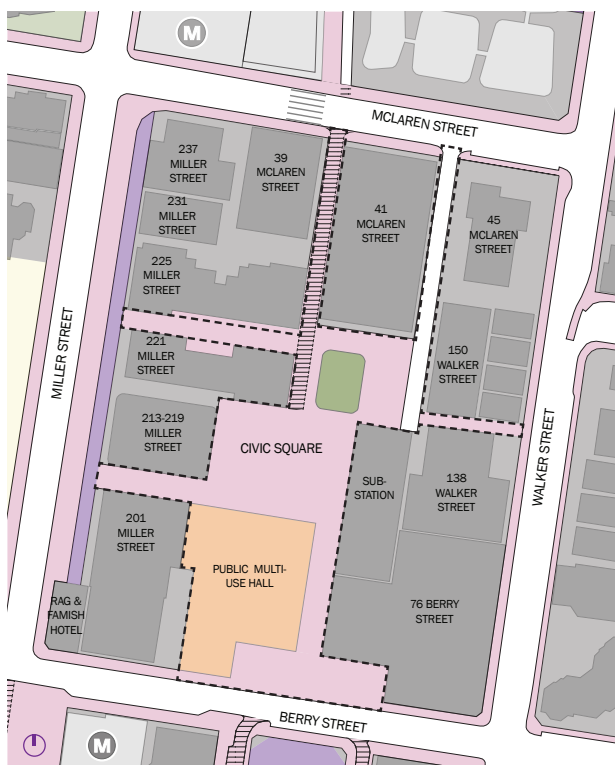 M
MCLAREN STREET
237
MILLER
STREET
39
MCLAREN
STREET
231
MILLER
STREET
41
MCLAREN
STREET
45
MCLAREN
STREET
225
MILLER
STREET
MILLER STREET
221
MILLER
STREET
150
WALKER
STREET
213-219
MILLER
STREET
CIVIC SQUARE
SUB-
STATION
138
WALKER
STREET
WALKER STREET
201
MILLER
STREET
PUBLIC MULTI-
USE HALL
RAG &
FAMISH
HOTEL
76 BERRY
STREET
BERRY STREET
M